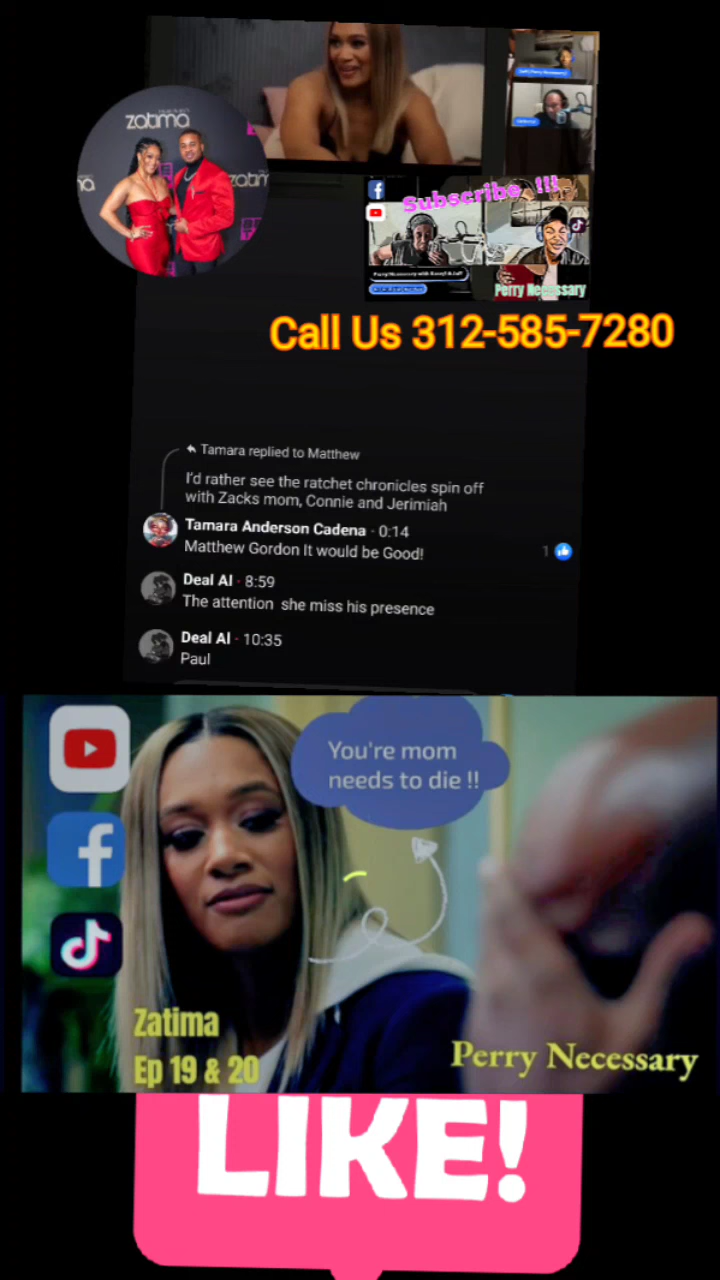 zatima
zatima
Subscribe !!!
Perry Necessary
Call Us 312-585-7280
Tamara replied to Matthew
I'd rather see the ratchet chronicles spin off
with Zacks mom, Connie and Jerimiah
Tamara Anderson Cadena · 0:14
Matthew Gordon It would be Good!
1
Deal Al · 8:59
The attention she miss his presence
Deal Al · 10:35
Paul
You're mom
needs to die !!
Zatima
Ep 19 & 20
Perry Necessary
LIKE!